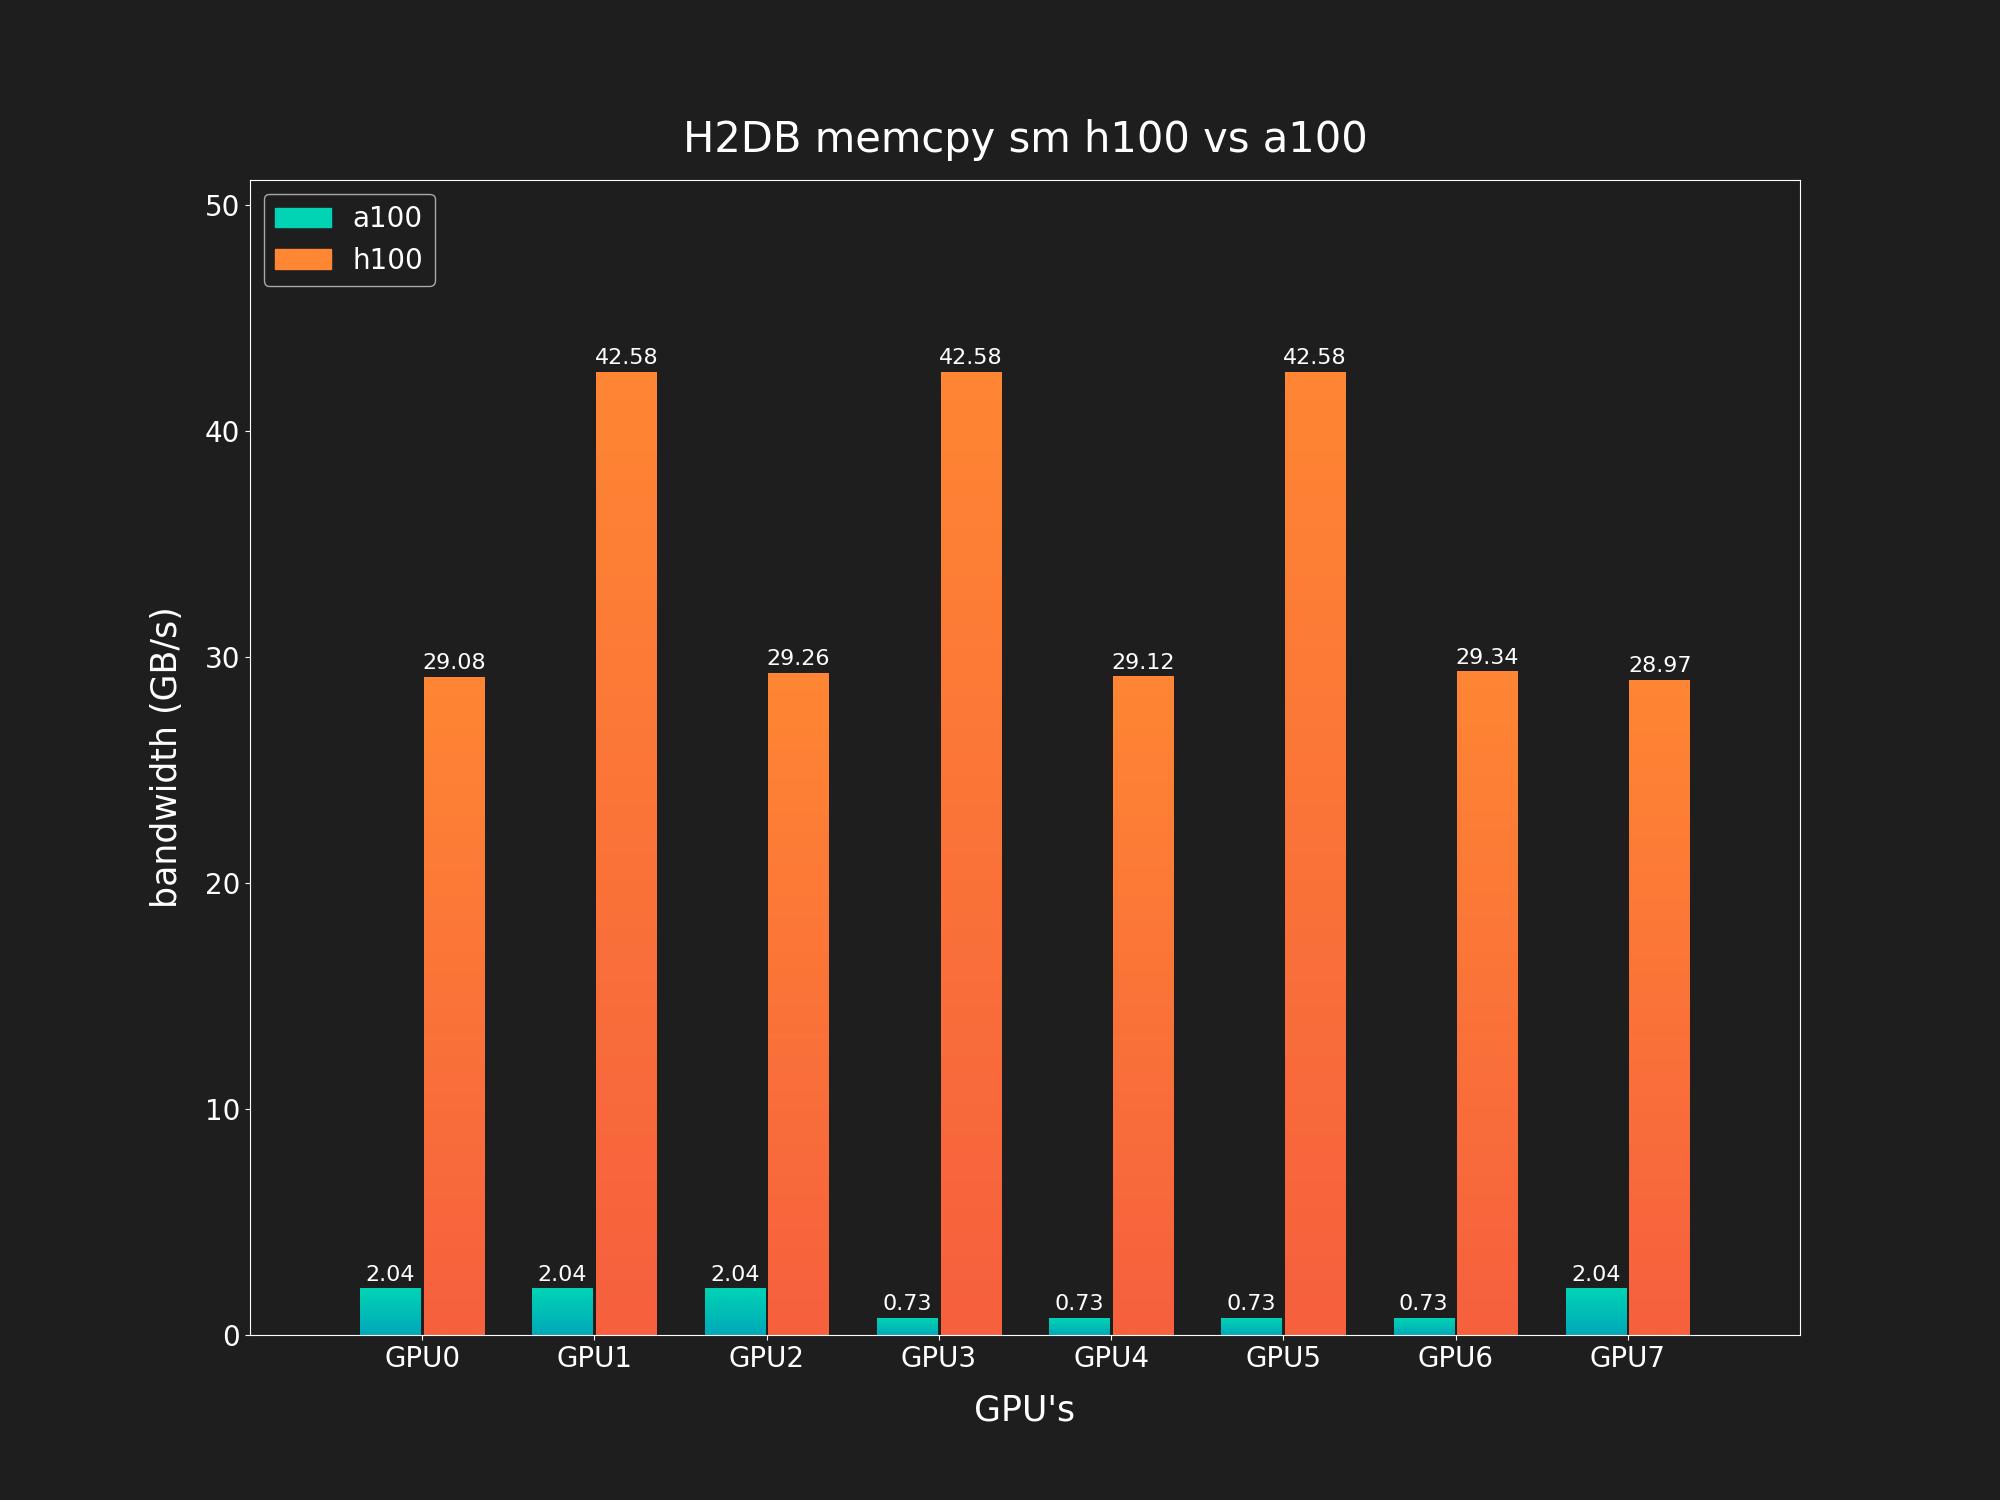 H2DB memcpy sm h100 vs a100
a100
h100
50
40
30
20
10
0
bandwidth (GB/s)
42.58
42.58
42.58
29.08
29.26
29.12
29.34
28.97
2.04
2.04
2.04
0.73
0.73
0.73
0.73
2.04
GPU0
GPU1
GPU2
GPU3
GPU4
GPU5
GPU6
GPU7
GPU's